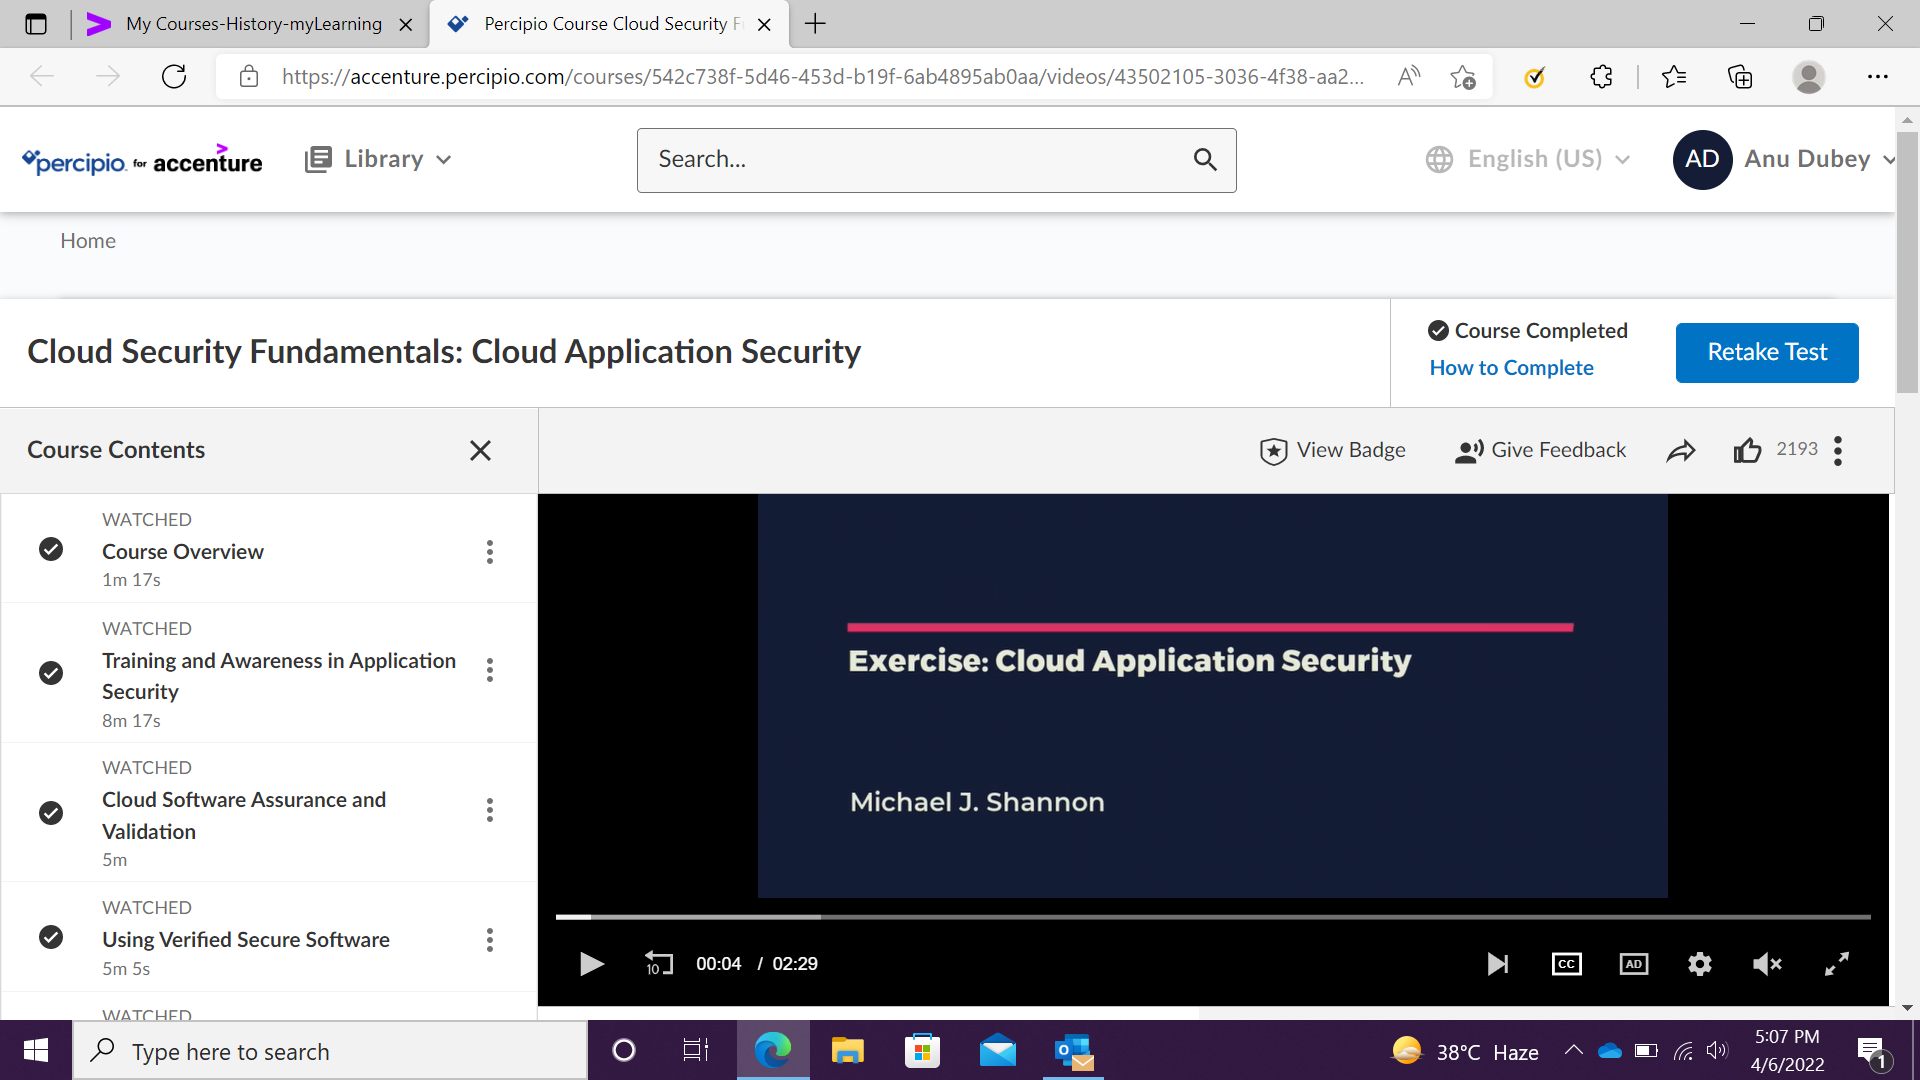 My Courses-History-myLearning
Percipio Course Cloud Security F
https://accenture.percipio.com/courses/542c738f-5d46-453d-b19f-6ab4895ab0aa/videos/43502105-3036-4f38-aa2...
percipio. for accenture
Library
Search...
English (US)
AD
Anu Dubey
Home
Cloud Security Fundamentals: Cloud Application Security
Course Completed
How to Complete
Retake Test
Course Contents
View Badge
Give Feedback
2193
WATCHED
Course Overview
1m 17s
WATCHED
Training and Awareness in Application
Security
8m 17s
WATCHED
Cloud Software Assurance and
Validation
5m
WATCHED
Using Verified Secure Software
5m 5s
WATCHED
Exercise: Cloud Application Security
Michael J. Shannon
10
00:04 / 02:29
CC
AD
Type here to search
38°C Haze
5:07 PM
4/6/2022
1